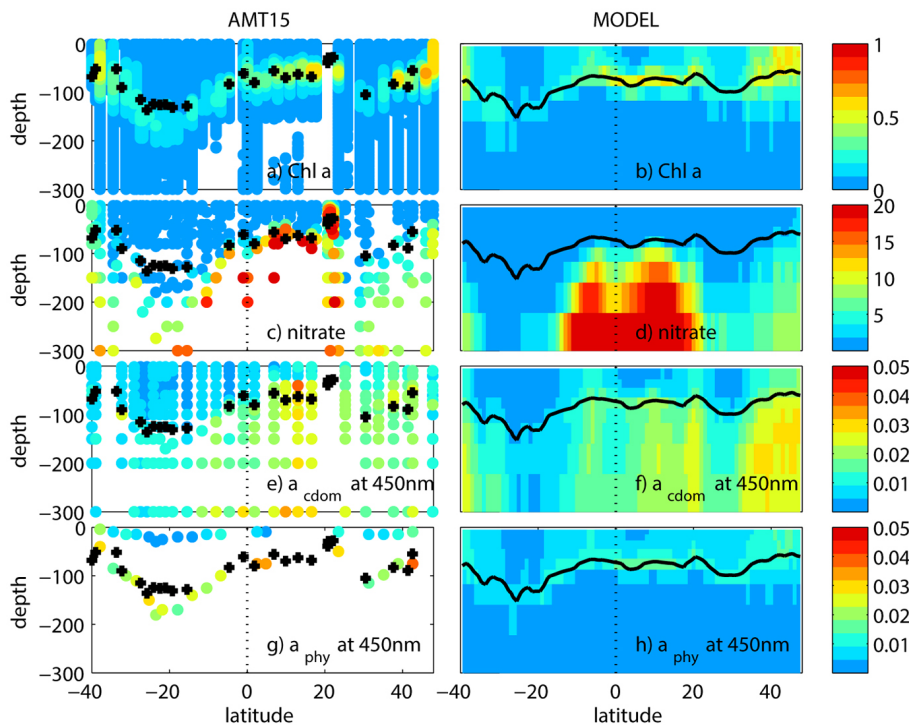 AMT15 MODEL
depth 0 −100 −200 −300 a) Chl a b) Chl a 1 0.5 0
depth 0 −100 −200 −300 c) nitrate d) nitrate 20 15 10 5
depth 0 −100 −200 −300 e) a cdom at 450nm f) a cdom at 450nm 0.05 0.04 0.03 0.02 0.01
depth 0 −100 −200 −300 g) a phy at 450nm h) a phy at 450nm 0.05 0.04 0.03 0.02 0.01
−40 −20 0 20 40 −40 −20 0 20 40
latitude latitude